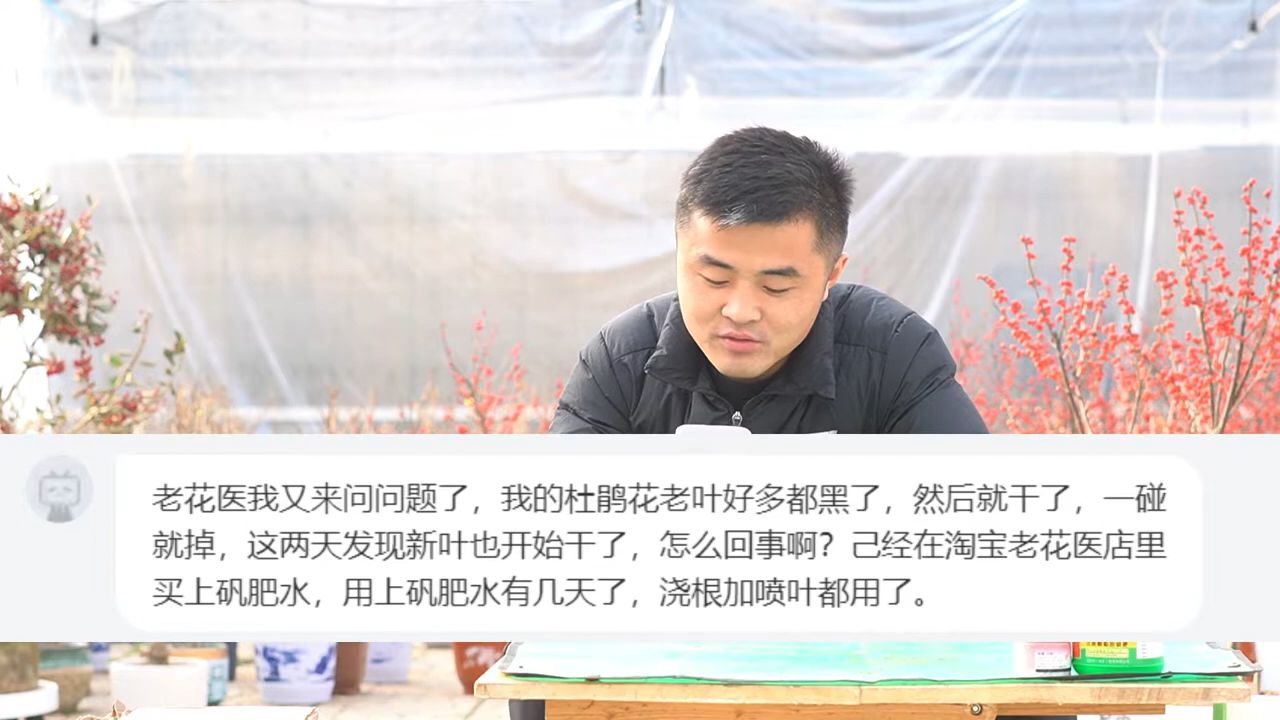 老花医我又来问问题了，我的杜鹃花老叶好多都黑了，然后就干了，一碰
就掉，这两天发现新叶也开始干了，怎么回事啊？己经在淘宝老花医店里
买上矾肥水，用上矾肥水有几天了，浇根加喷叶都用了。